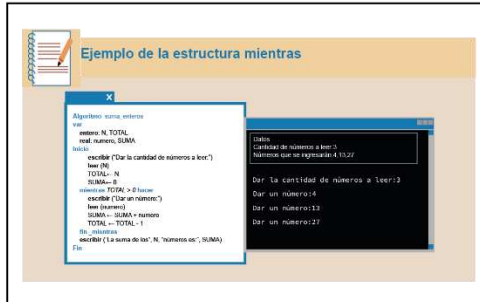 Ejemplo de la estructura mientras
X
Algoritmo suma_enteros
var
entero: N, TOTAL
real: numero, SUMA
Inicio
escribir ("Dar la cantidad de números a leer:")
leer (N)
TOTAL← N
SUMA← 0
mientras TOTAL > 0 hacer
escribir ("Dar un número:")
leer (numero)
SUMA ← SUMA + numero
TOTAL ← TOTAL - 1
fin_mientras
escribir ("La suma de los", N, "números es:", SUMA)
Fin
Datos
Cantidad de números a leer:3
Números que se ingresarán:4,13,27
Dar la cantidad de números a leer:3
Dar un número:4
Dar un número:13
Dar un número:27